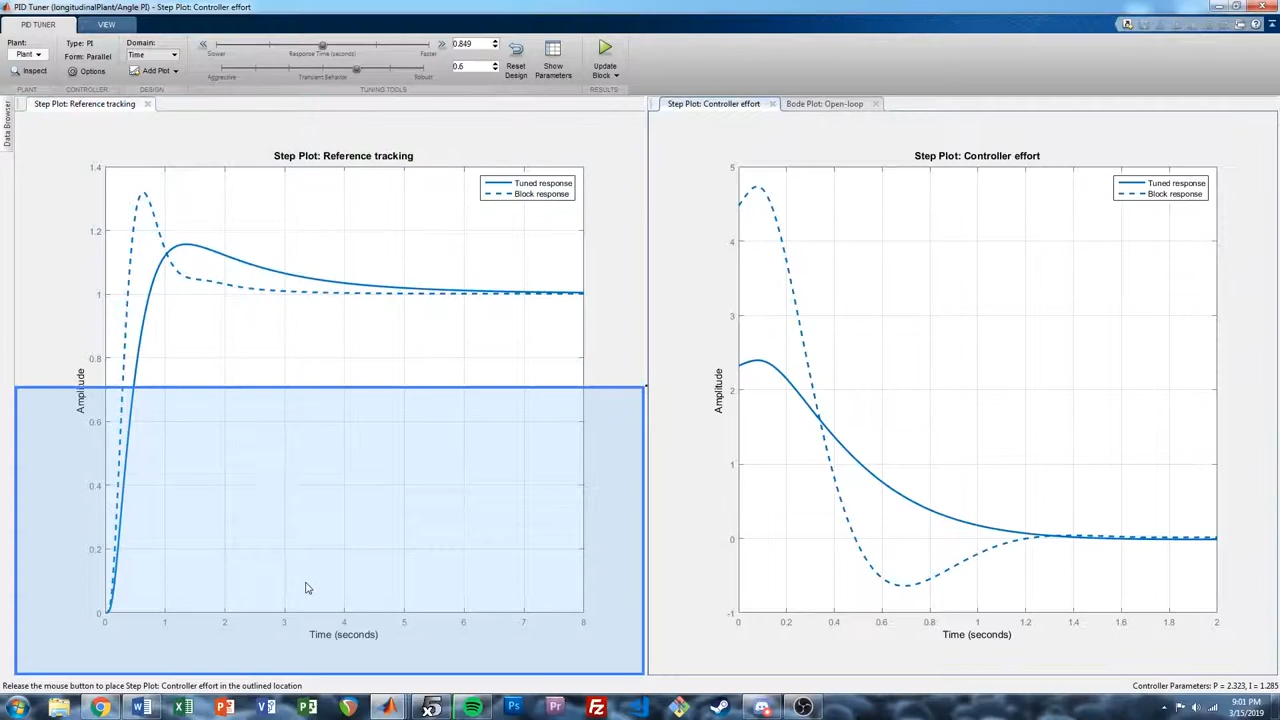 PID Tuner (longitudinalPlant/Angle PI) - Step Plot: Controller effort
PID TUNER
VIEW
Plant:
Plant
Inspect
PLANT
Type: PI
Form: Parallel
Options
CONTROLLER
Domain:
Time
Add Plot
DESIGN
Slower
Response Time (seconds)
Faster
0.849
Aggressive
Transient Behavior
Robust
0.6
TUNING TOOLS
Reset
Design
Show
Parameters
Update
Block
RESULTS
Data Browser
Step Plot: Reference tracking
Step Plot: Controller effort
Bode Plot: Open-loop
Step Plot: Reference tracking
Tuned response
Block response
1.4
1.2
1
0.8
0.6
0.4
0.2
0
Amplitude
0 1 2 3 4 5 6 7 8
Time (seconds)
Step Plot: Controller effort
Tuned response
Block response
5
4
3
2
1
0
-1
Amplitude
0 0.2 0.4 0.6 0.8 1 1.2 1.4 1.6 1.8 2
Time (seconds)
Release the mouse button to place Step Plot: Controller effort in the outlined location
Controller Parameters: P = 2.323, I = 1.285
9:01 PM
3/15/2019